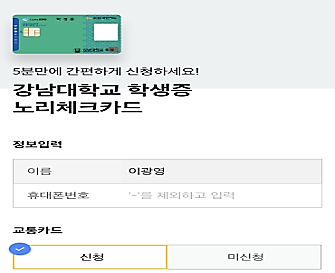 학생증
5분만에 간편하게 신청하세요!
강남대학교 학생증
노리체크카드
정보입력
이름 이광영
휴대폰번호 '-'를 제외하고 입력
교통카드
신청 미신청